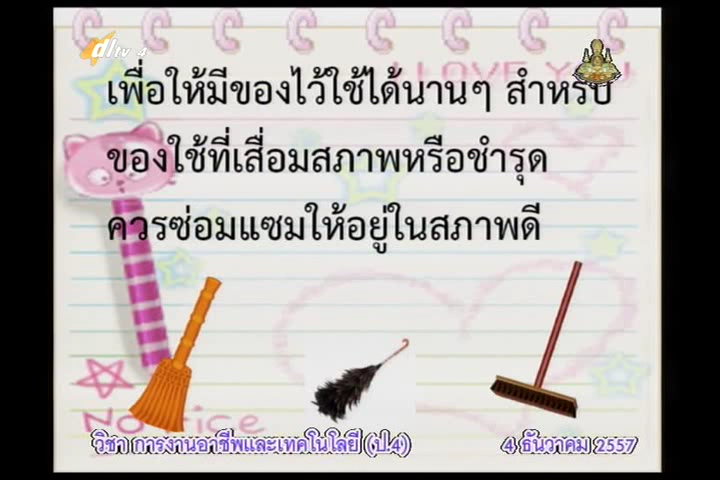 dltv 4
I LOVE YOU
เพื่อให้มีของไว้ใช้ได้นานๆ สำหรับ
ของใช้ที่เสื่อมสภาพหรือชำรุด
ควรซ่อมแซมให้อยู่ในสภาพดี
Notice
วิชา การงานอาชีพและเทคโนโลยี (ป.4)
4 ธันวาคม 2557